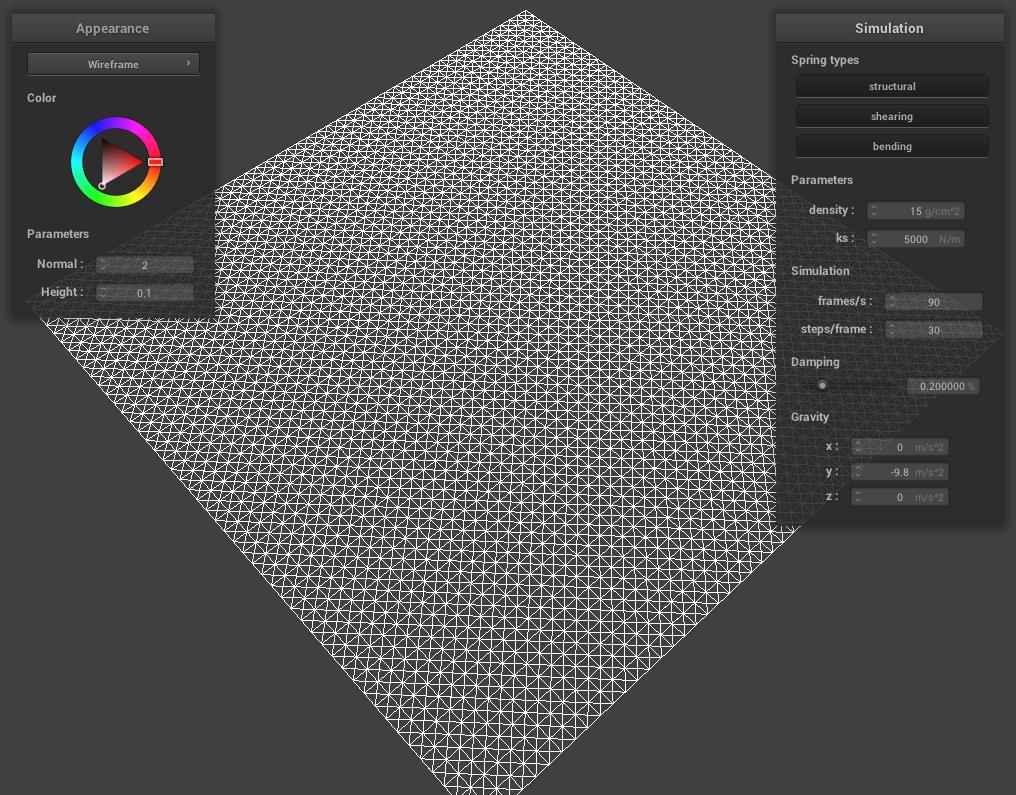 Appearance
Wireframe
Color
Parameters
Normal : 2
Height : 0.1
Simulation
Spring types
structural
shearing
bending
Parameters
density : 15 g/cm^2
ks : 5000 N/m
Simulation
frames/s : 90
steps/frame : 30
Damping
0.200000 %
Gravity
x : 0 m/s^2
y : -9.8 m/s^2
z : 0 m/s^2